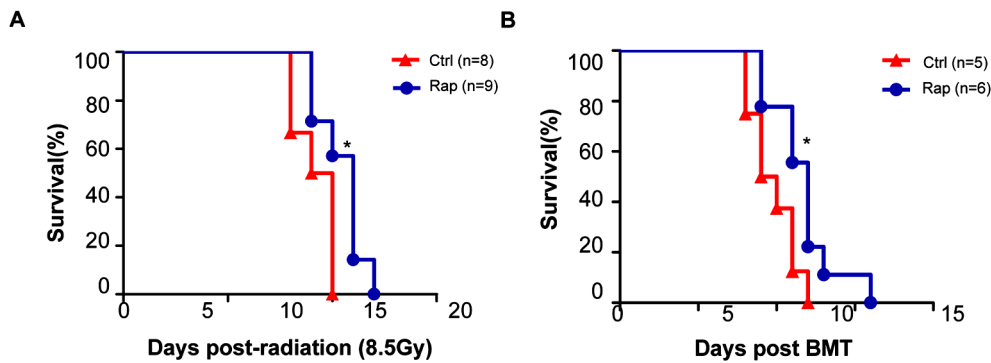 A
Survival(%)
100
80
60
40
20
0
0
5
10
15
20
Days post-radiation (8.5Gy)
Ctrl (n=8)
Rap (n=9)
*
B
Survival(%)
100
80
60
40
20
0
0
5
10
15
Days post BMT
Ctrl (n=5)
Rap (n=6)
*